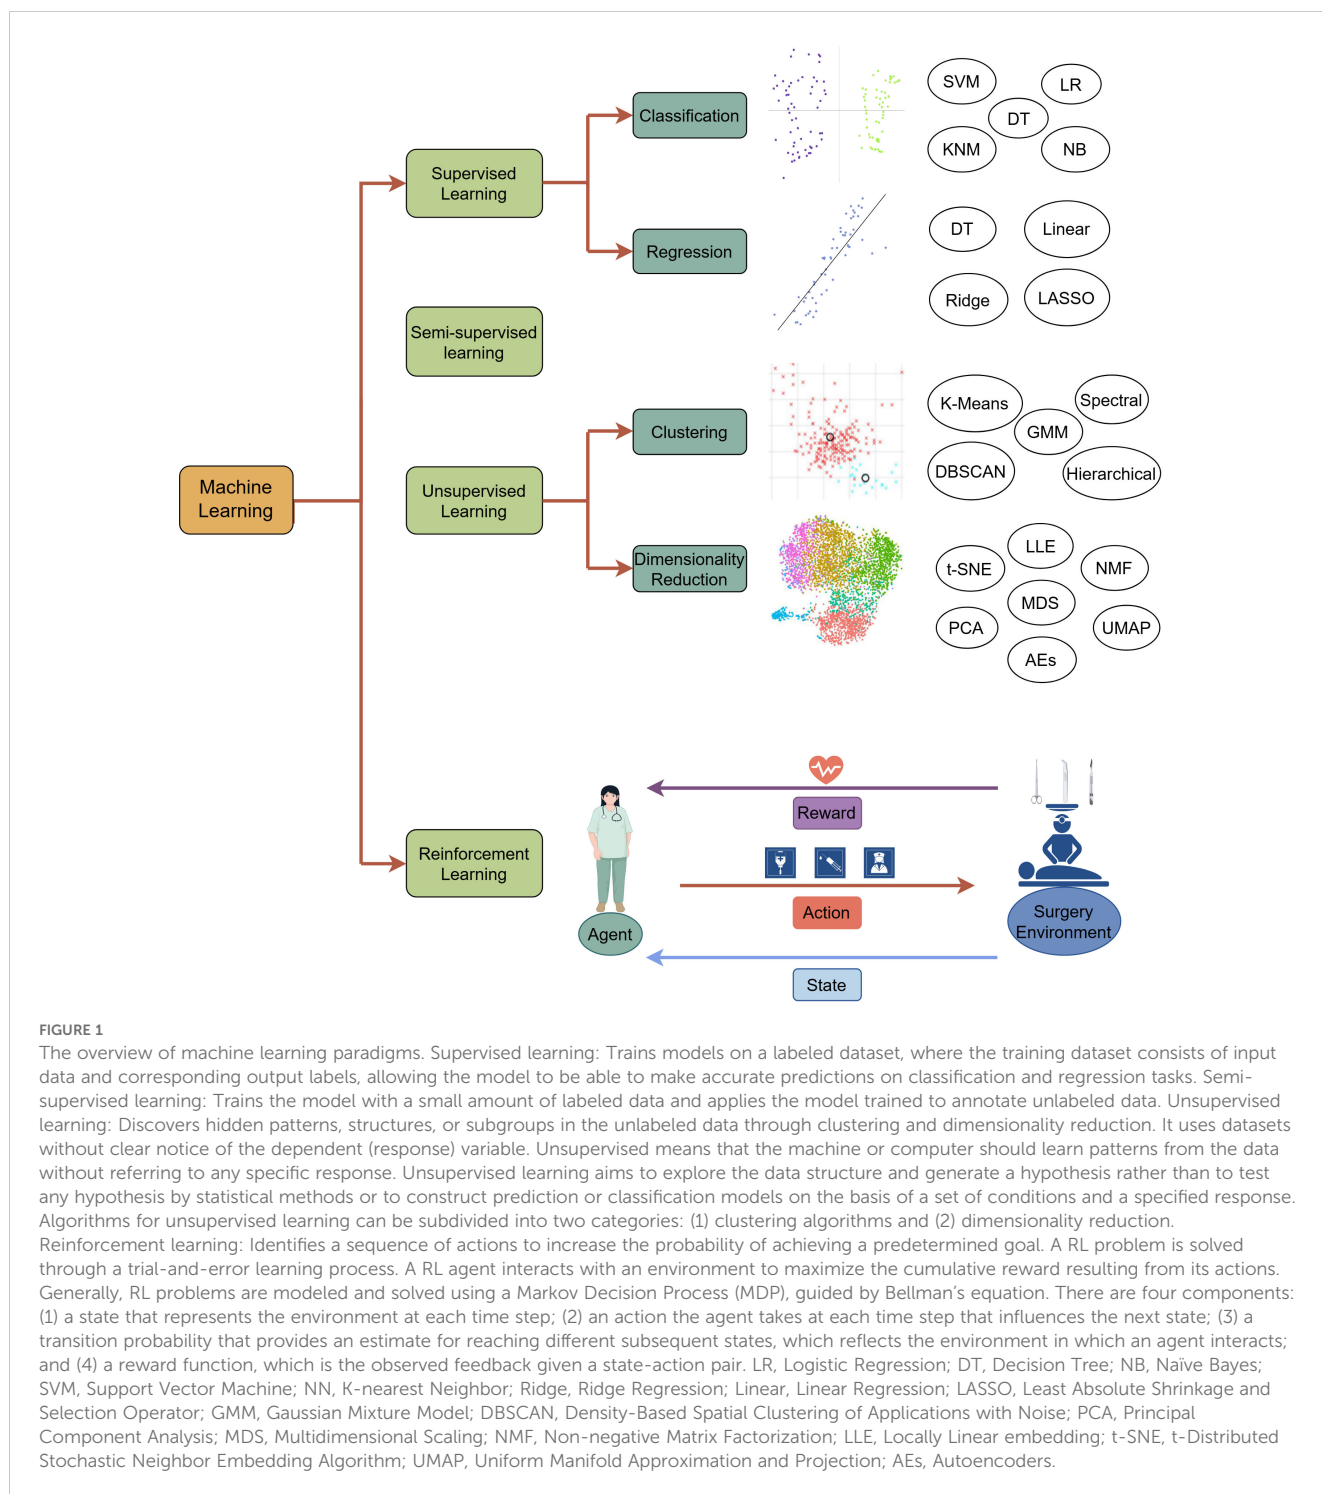 Classification
SVM
LR
DT
KNM
NB
Supervised
Learning
Regression
DT
Linear
Ridge
LASSO
Semi-supervised
learning
Clustering
K-Means
Spectral
GMM
DBSCAN
Hierarchical
Machine
Learning
Unsupervised
Learning
Dimensionality
Reduction
LLE
t-SNE
NMF
MDS
PCA
UMAP
AEs
Reward
Reinforcement
Learning
Action
Agent
Surgery
Environment
State
FIGURE 1
The overview of machine learning paradigms. Supervised learning: Trains models on a labeled dataset, where the training dataset consists of input
data and corresponding output labels, allowing the model to be able to make accurate predictions on classification and regression tasks. Semi-
supervised learning: Trains the model with a small amount of labeled data and applies the model trained to annotate unlabeled data. Unsupervised
learning: Discovers hidden patterns, structures, or subgroups in the unlabeled data through clustering and dimensionality reduction. It uses datasets
without clear notice of the dependent (response) variable. Unsupervised means that the machine or computer should learn patterns from the data
without referring to any specific response. Unsupervised learning aims to explore the data structure and generate a hypothesis rather than to test
any hypothesis by statistical methods or to construct prediction or classification models on the basis of a set of conditions and a specified response.
Algorithms for unsupervised learning can be subdivided into two categories: (1) clustering algorithms and (2) dimensionality reduction.
Reinforcement learning: Identifies a sequence of actions to increase the probability of achieving a predetermined goal. A RL problem is solved
through a trial-and-error learning process. A RL agent interacts with an environment to maximize the cumulative reward resulting from its actions.
Generally, RL problems are modeled and solved using a Markov Decision Process (MDP), guided by Bellman's equation. There are four components:
(1) a state that represents the environment at each time step; (2) an action the agent takes at each time step that influences the next state; (3) a
transition probability that provides an estimate for reaching different subsequent states, which reflects the environment in which an agent interacts;
and (4) a reward function, which is the observed feedback given a state-action pair. LR, Logistic Regression; DT, Decision Tree; NB, Naïve Bayes;
SVM, Support Vector Machine; NN, K-nearest Neighbor; Ridge, Ridge Regression; Linear, Linear Regression; LASSO, Least Absolute Shrinkage and
Selection Operator; GMM, Gaussian Mixture Model; DBSCAN, Density-Based Spatial Clustering of Applications with Noise; PCA, Principal
Component Analysis; MDS, Multidimensional Scaling; NMF, Non-negative Matrix Factorization; LLE, Locally Linear embedding; t-SNE, t-Distributed
Stochastic Neighbor Embedding Algorithm; UMAP, Uniform Manifold Approximation and Projection; AEs, Autoencoders.